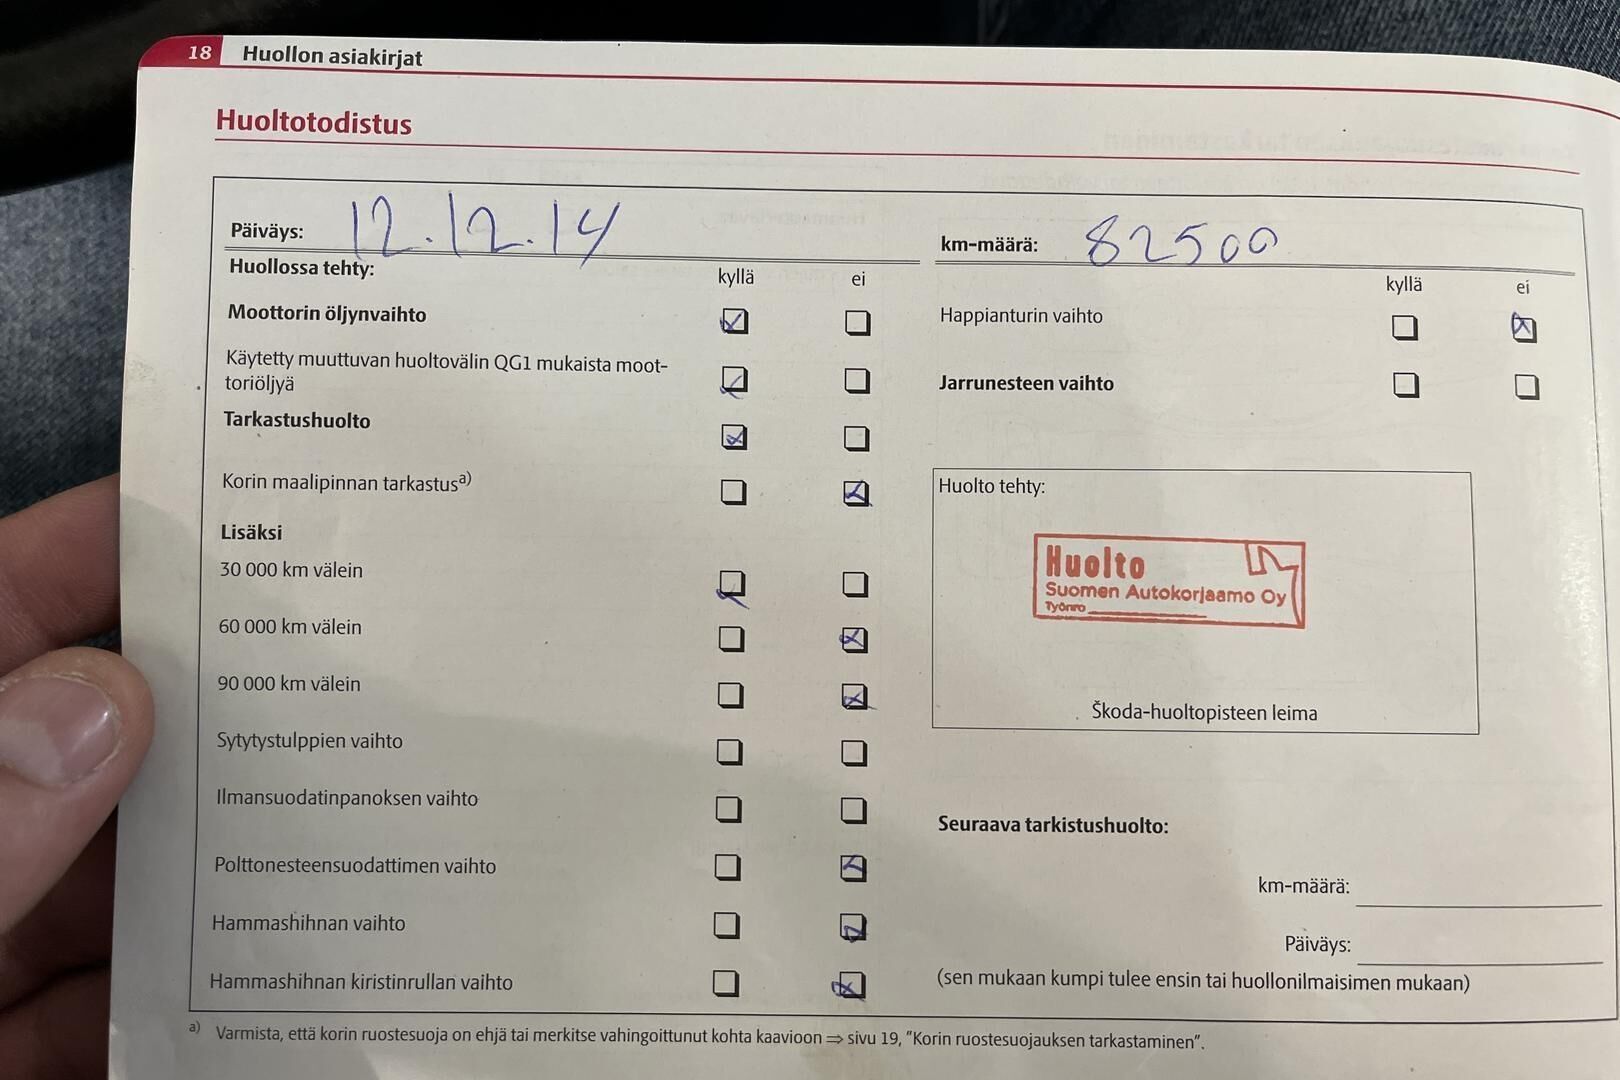 18 Huollon asiakirjat
Huoltotodistus
Päiväys: 12.12.14
Huollossa tehty:
kyllä ei
Moottorin öljynvaihto
Käytetty muuttuvan huoltovälin QG1 mukaista moot-
toriöljyä
Tarkastushuolto
Korin maalipinnan tarkastusa)
Lisäksi
30 000 km välein
60 000 km välein
90 000 km välein
Sytytystulppien vaihto
Ilmansuodatinpanoksen vaihto
Polttonesteensuodattimen vaihto
Hammashihnan vaihto
Hammashihnan kiristinrullan vaihto
km-määrä: 82500
kyllä ei
Happianturin vaihto
Jarrunesteen vaihto
Huolto tehty:
Huolto
Suomen Autokorjaamo Oy
Työnro
Škoda-huoltopisteen leima
Seuraava tarkistushuolto:
km-määrä:
Päiväys:
(sen mukaan kumpi tulee ensin tai huollonilmaisimen mukaan)
a) Varmista, että korin ruostesuoja on ehjä tai merkitse vahingoittunut kohta kaavioon ⇒ sivu 19, "Korin ruostesuojauksen tarkastaminen".